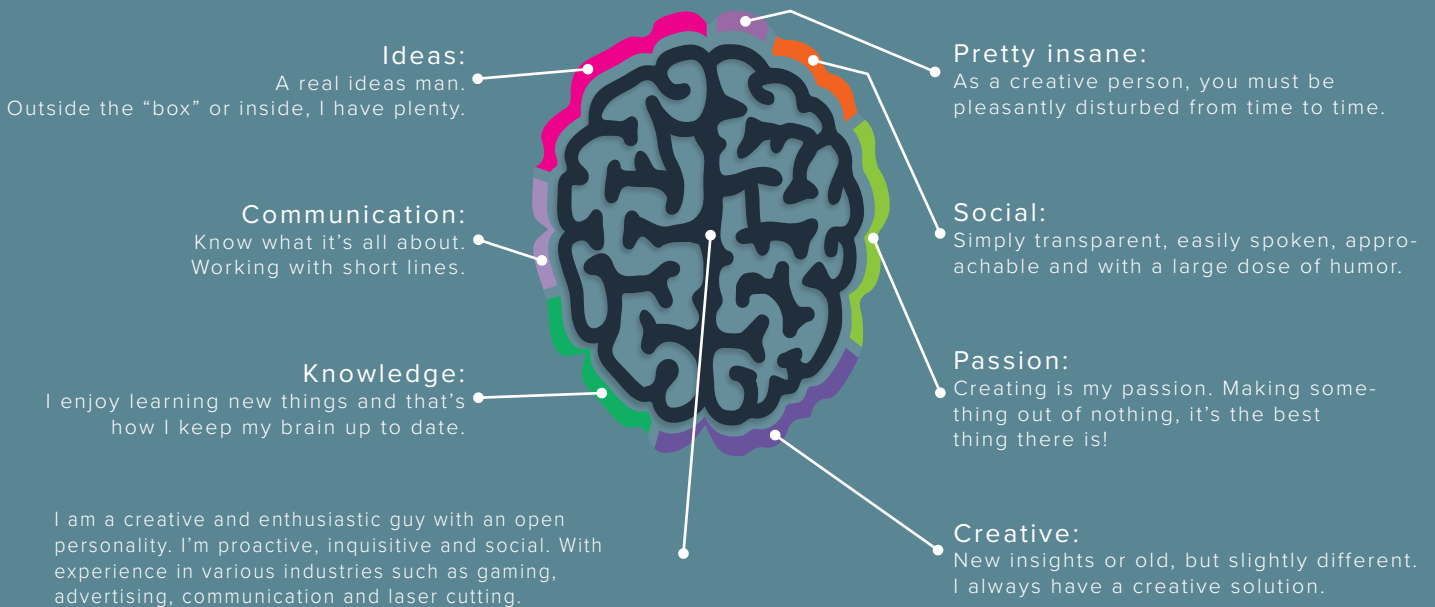 Ideas:
A real ideas man.
Outside the “box” or inside, I have plenty.
Communication:
Know what it’s all about.
Working with short lines.
Knowledge:
I enjoy learning new things and that’s
how I keep my brain up to date.
I am a creative and enthusiastic guy with an open
personality. I’m proactive, inquisitive and social. With
experience in various industries such as gaming,
advertising, communication and laser cutting.
Pretty insane:
As a creative person, you must be
pleasantly disturbed from time to time.
Social:
Simply transparent, easily spoken, appro-
achable and with a large dose of humor.
Passion:
Creating is my passion. Making some-
thing out of nothing, it’s the best
thing there is!
Creative:
New insights or old, but slightly different.
I always have a creative solution.